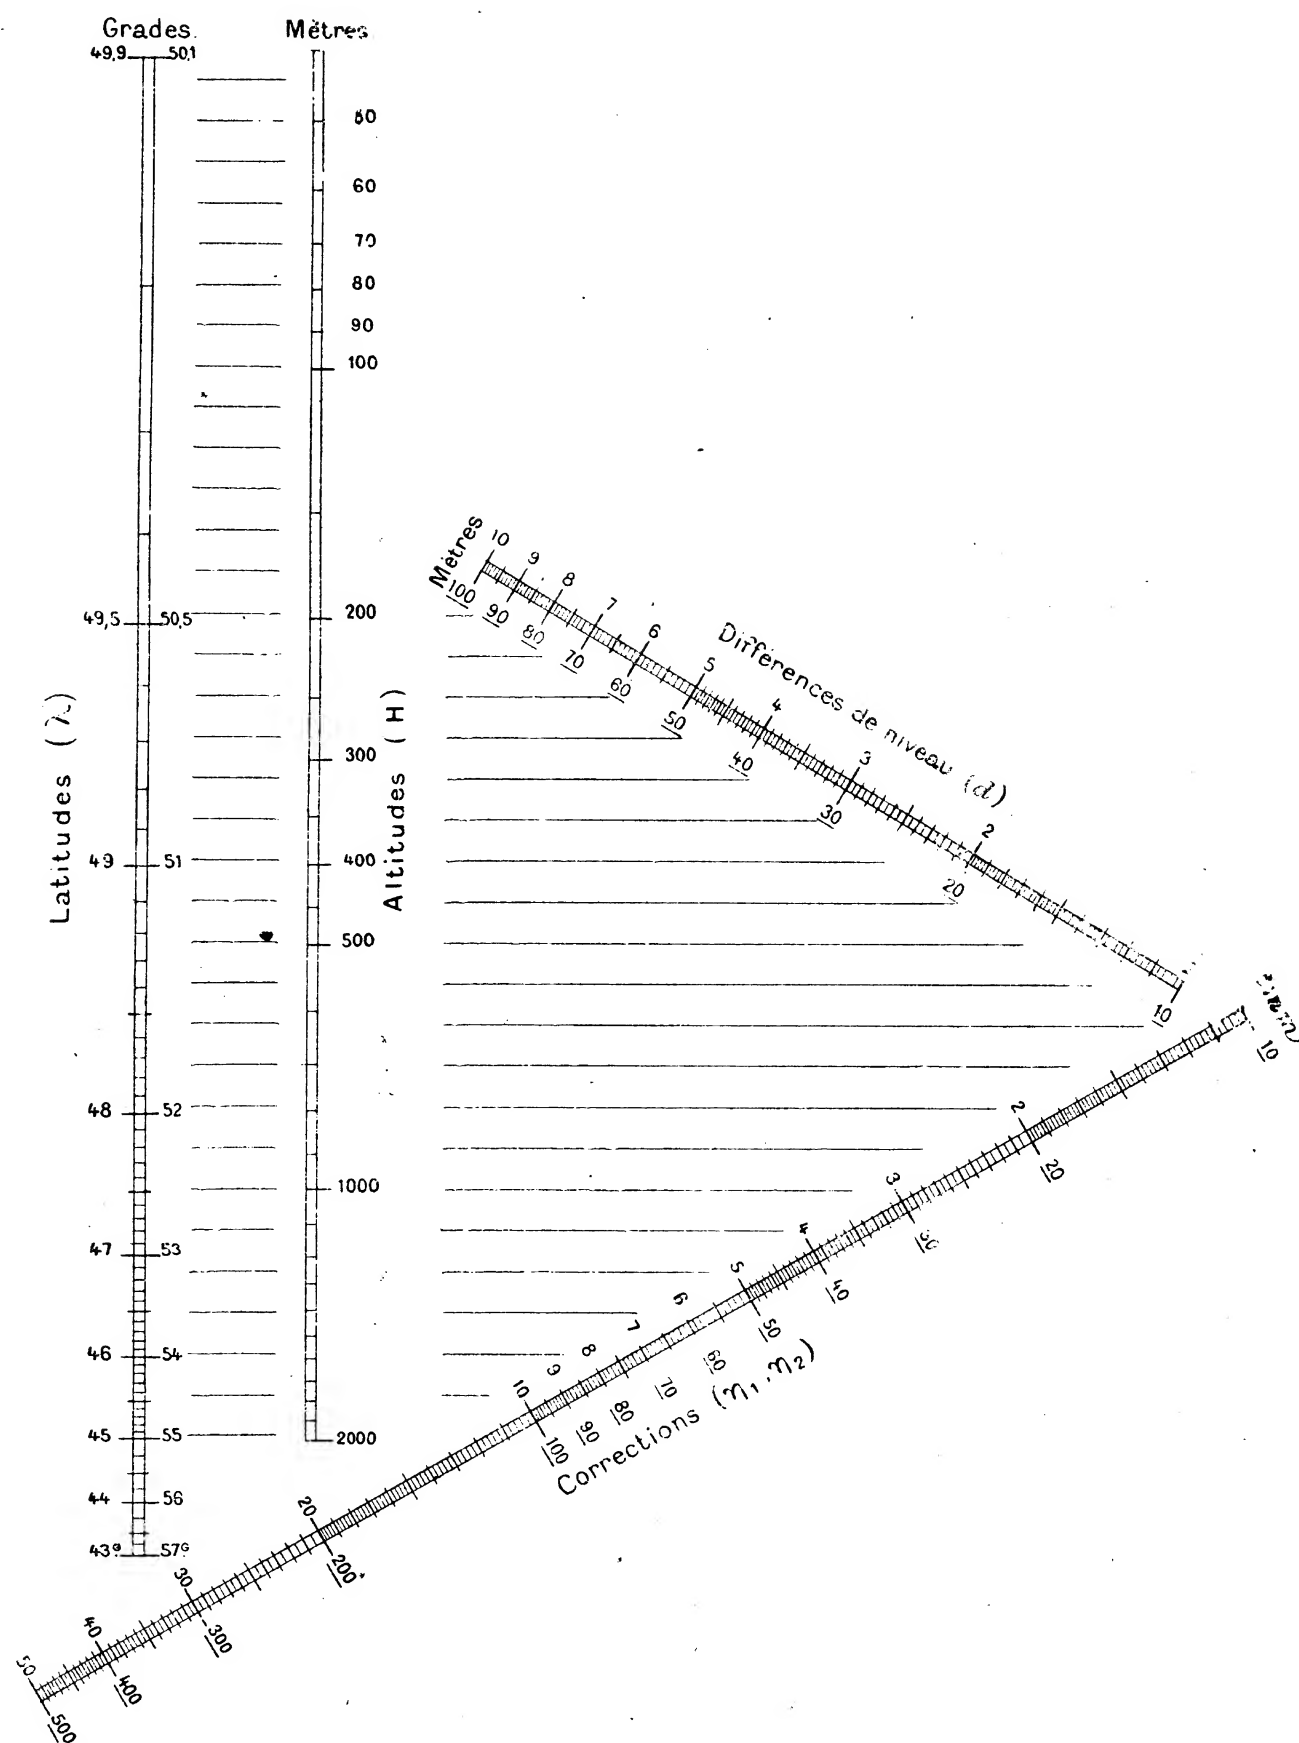 Grades.
49,9 50,1
49,5 50,5
49 51
48 52
47 53
46 54
45 55
44 56
43ᴳ 57ᴳ
Latitudes (λ)
Mètres
50
60
70
80
90
100
200
300
400
500
1000
2000
Altitudes (H)
Mètres
10 9 8 7 6 5 4 3 2
100 90 80 70 60 50 40 30 20 10
Différences de niveau (d)
2 3 4 5 6 7 8 9 10 20 30 40 50
10 20 30 40 50 60 70 80 90 100 200 300 400 500
Corrections (η₁, η₂)